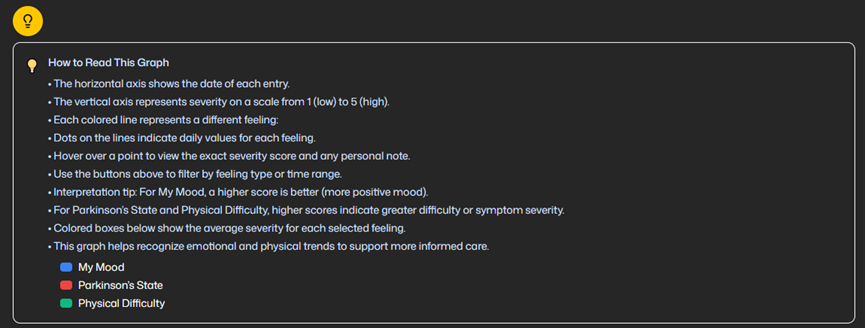 How to Read This Graph
• The horizontal axis shows the date of each entry.
• The vertical axis represents severity on a scale from 1 (low) to 5 (high).
• Each colored line represents a different feeling:
• Dots on the lines indicate daily values for each feeling.
• Hover over a point to view the exact severity score and any personal note.
• Use the buttons above to filter by feeling type or time range.
• Interpretation tip: For My Mood, a higher score is better (more positive mood).
• For Parkinson's State and Physical Difficulty, higher scores indicate greater difficulty or symptom severity.
• Colored boxes below show the average severity for each selected feeling.
• This graph helps recognize emotional and physical trends to support more informed care.
My Mood
Parkinson's State
Physical Difficulty